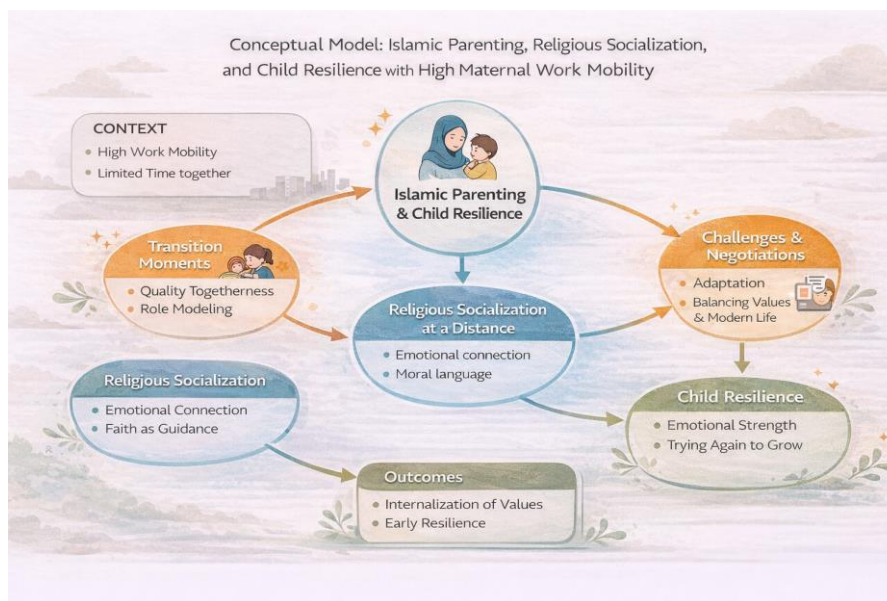 Conceptual Model: Islamic Parenting, Religious Socialization,
and Child Resilience with High Maternal Work Mobility
CONTEXT
• High Work Mobility
• Limited Time together
Islamic Parenting
& Child Resilience
Transition
Moments
• Quality Togetherness
• Role Modeling
Challenges &
Negotiations
• Adaptation
• Balancing Values
& Modern Life
Religious Socialization
at a Distance
• Emotional connection
• Moral language
Religious Socialization
• Emotional Connection
• Faith as Guidance
Child Resilience
• Emotional Strength
• Trying Again to Grow
Outcomes
• Internalization of Values
• Early Resilience